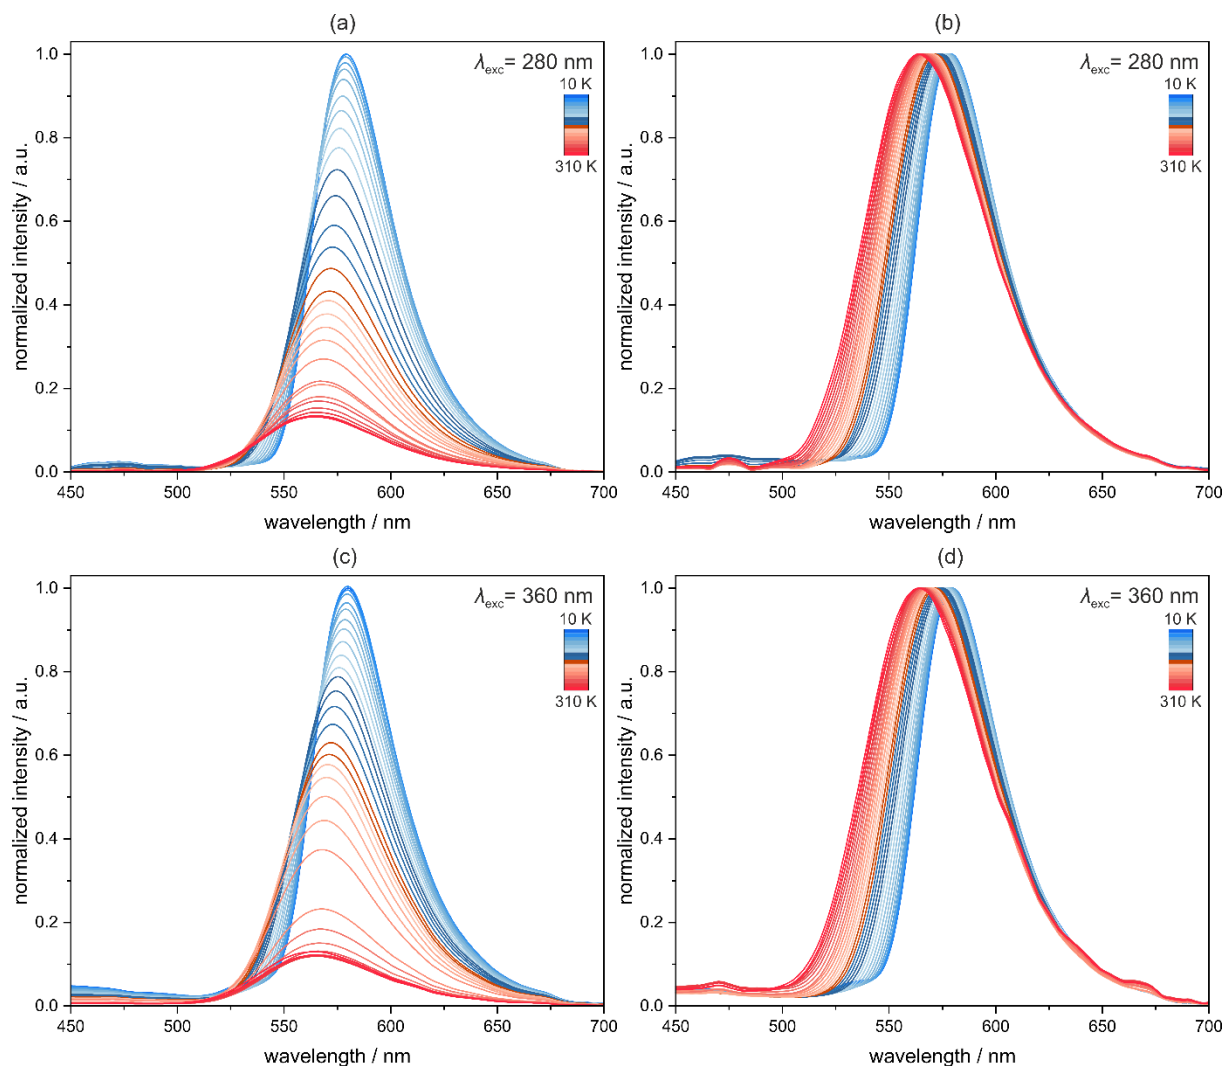 (a)
normalized intensity / a.u.
1.0
0.8
0.6
0.4
0.2
0.0
λexc= 280 nm
10 K
310 K
450 500 550 600 650 700
wavelength / nm
(b)
normalized intensity / a.u.
1.0
0.8
0.6
0.4
0.2
0.0
λexc= 280 nm
10 K
310 K
450 500 550 600 650 700
wavelength / nm
(c)
normalized intensity / a.u.
1.0
0.8
0.6
0.4
0.2
0.0
λexc= 360 nm
10 K
310 K
450 500 550 600 650 700
wavelength / nm
(d)
normalized intensity / a.u.
1.0
0.8
0.6
0.4
0.2
0.0
λexc= 360 nm
10 K
310 K
450 500 550 600 650 700
wavelength / nm